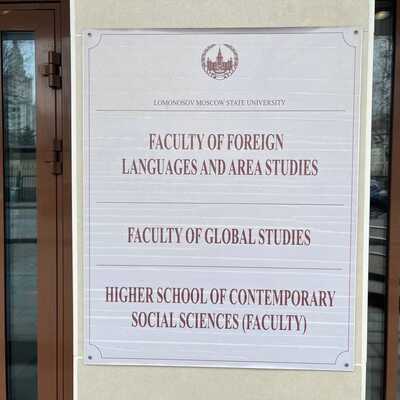 LOMONOSOV MOSCOW STATE UNIVERSITY
FACULTY OF FOREIGN
LANGUAGES AND AREA STUDIES
FACULTY OF GLOBAL STUDIES
HIGHER SCHOOL OF CONTEMPORARY
SOCIAL SCIENCES (FACULTY)